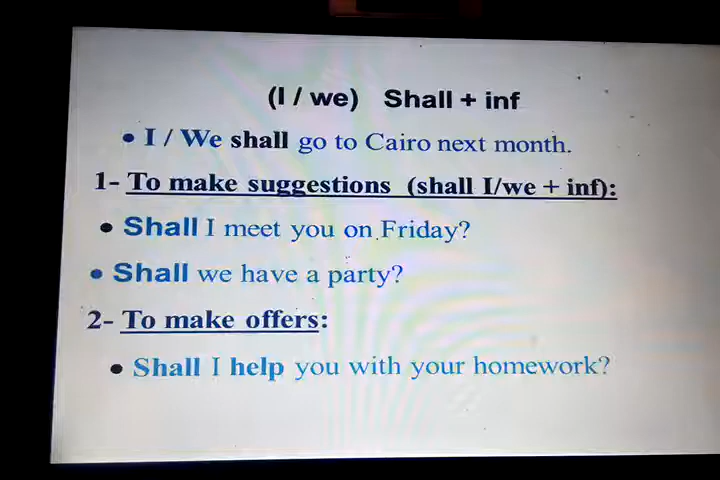 (I / we) Shall + inf
• I / We shall go to Cairo next month.
1- To make suggestions (shall I/we + inf):
• Shall I meet you on Friday?
• Shall we have a party?
2- To make offers:
• Shall I help you with your homework?